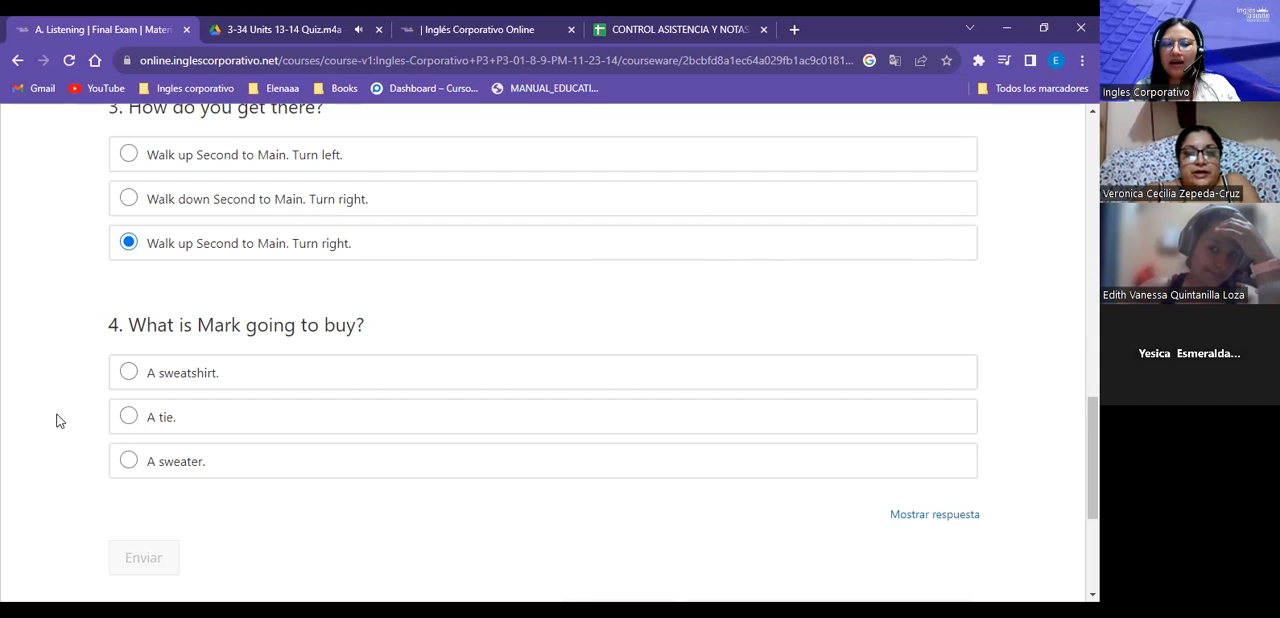 A. Listening | Final Exam | Mater
3-34 Units 13-14 Quiz.m4a
| Inglés Corporativo Online
CONTROL ASISTENCIA Y NOTAS
online.inglescorporativo.net/courses/course-v1:Ingles-Corporativo+P3+P3-01-8-9-PM-11-23-14/courseware/2bcbfd8a1ec64a029fb1ac9c0181...
E
Gmail
YouTube
Ingles corporativo
Elenaaa
Books
Dashboard – Curso...
MANUAL_EDUCATI...
Todos los marcadores
3. How do you get there?
Walk up Second to Main. Turn left.
Walk down Second to Main. Turn right.
Walk up Second to Main. Turn right.
4. What is Mark going to buy?
A sweatshirt.
A tie.
A sweater.
Mostrar respuesta
Enviar
Ingles Corporativo
Veronica Cecilia Zepeda-Cruz
Edith Vanessa Quintanilla Loza
Yesica Esmeralda...